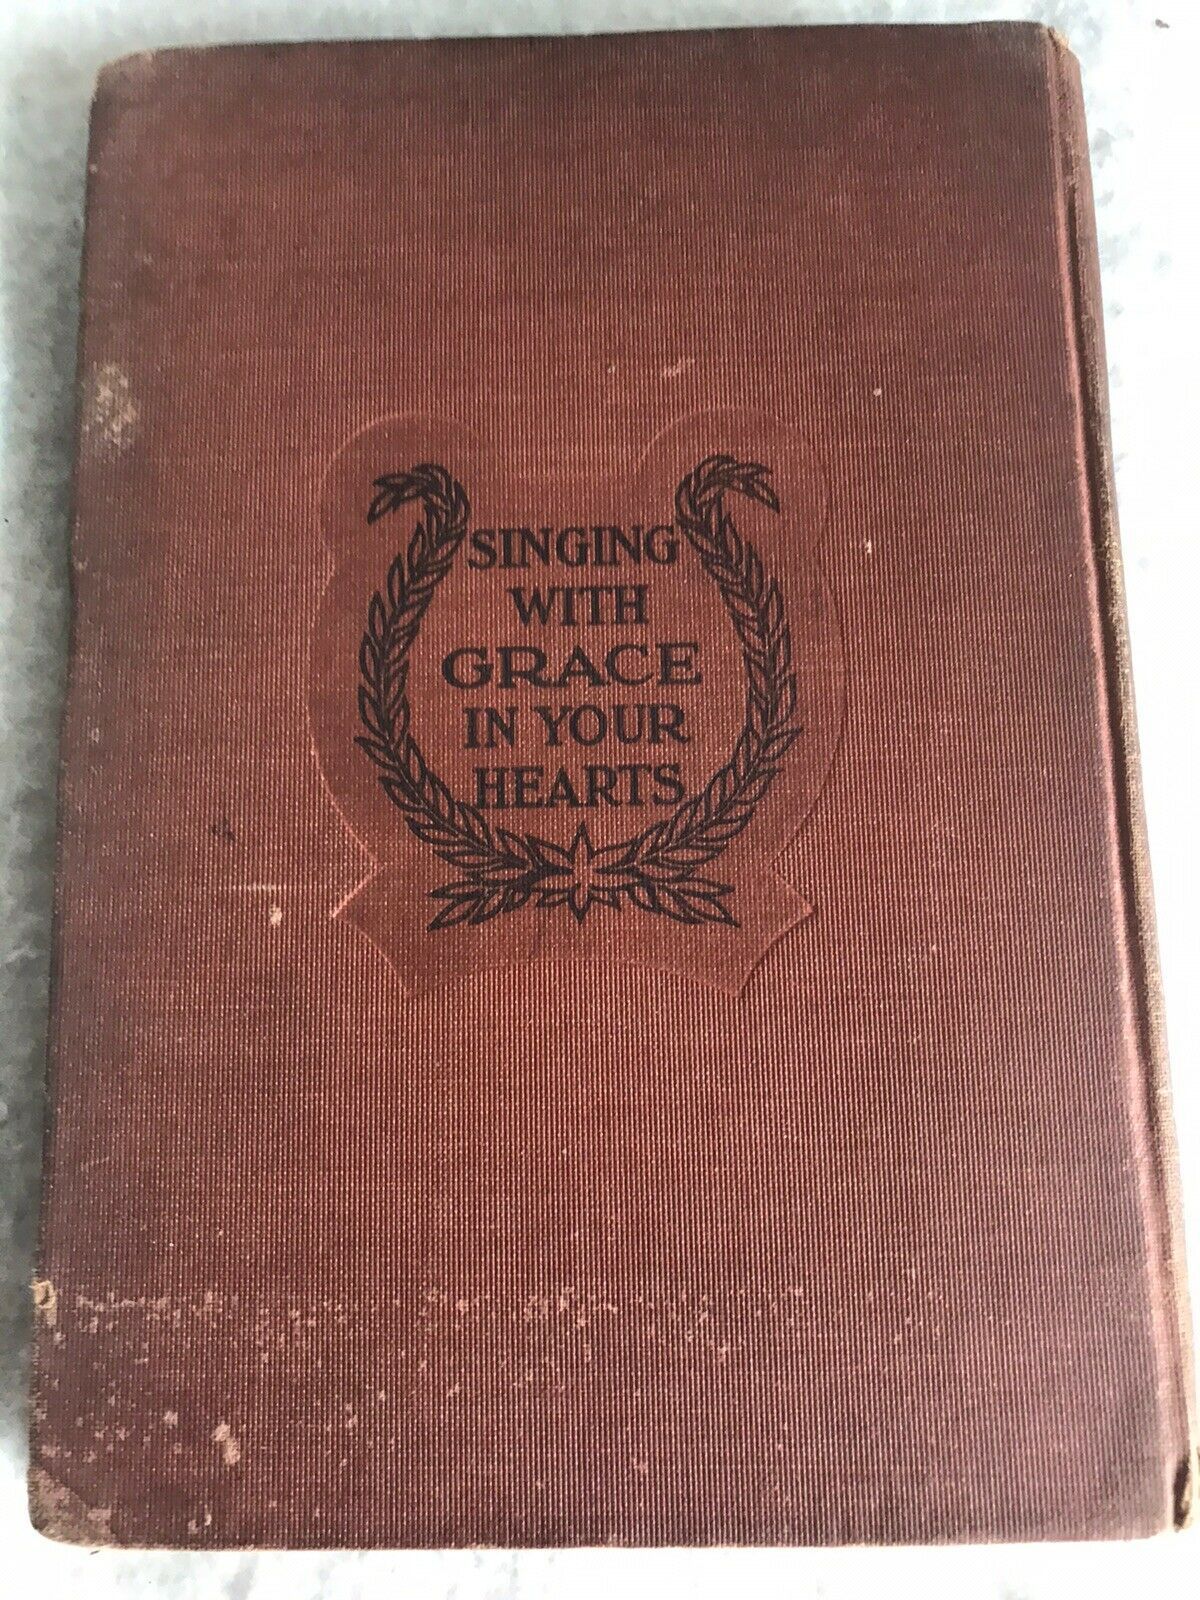 SINGING
WITH
GRACE
IN YOUR
HEARTS